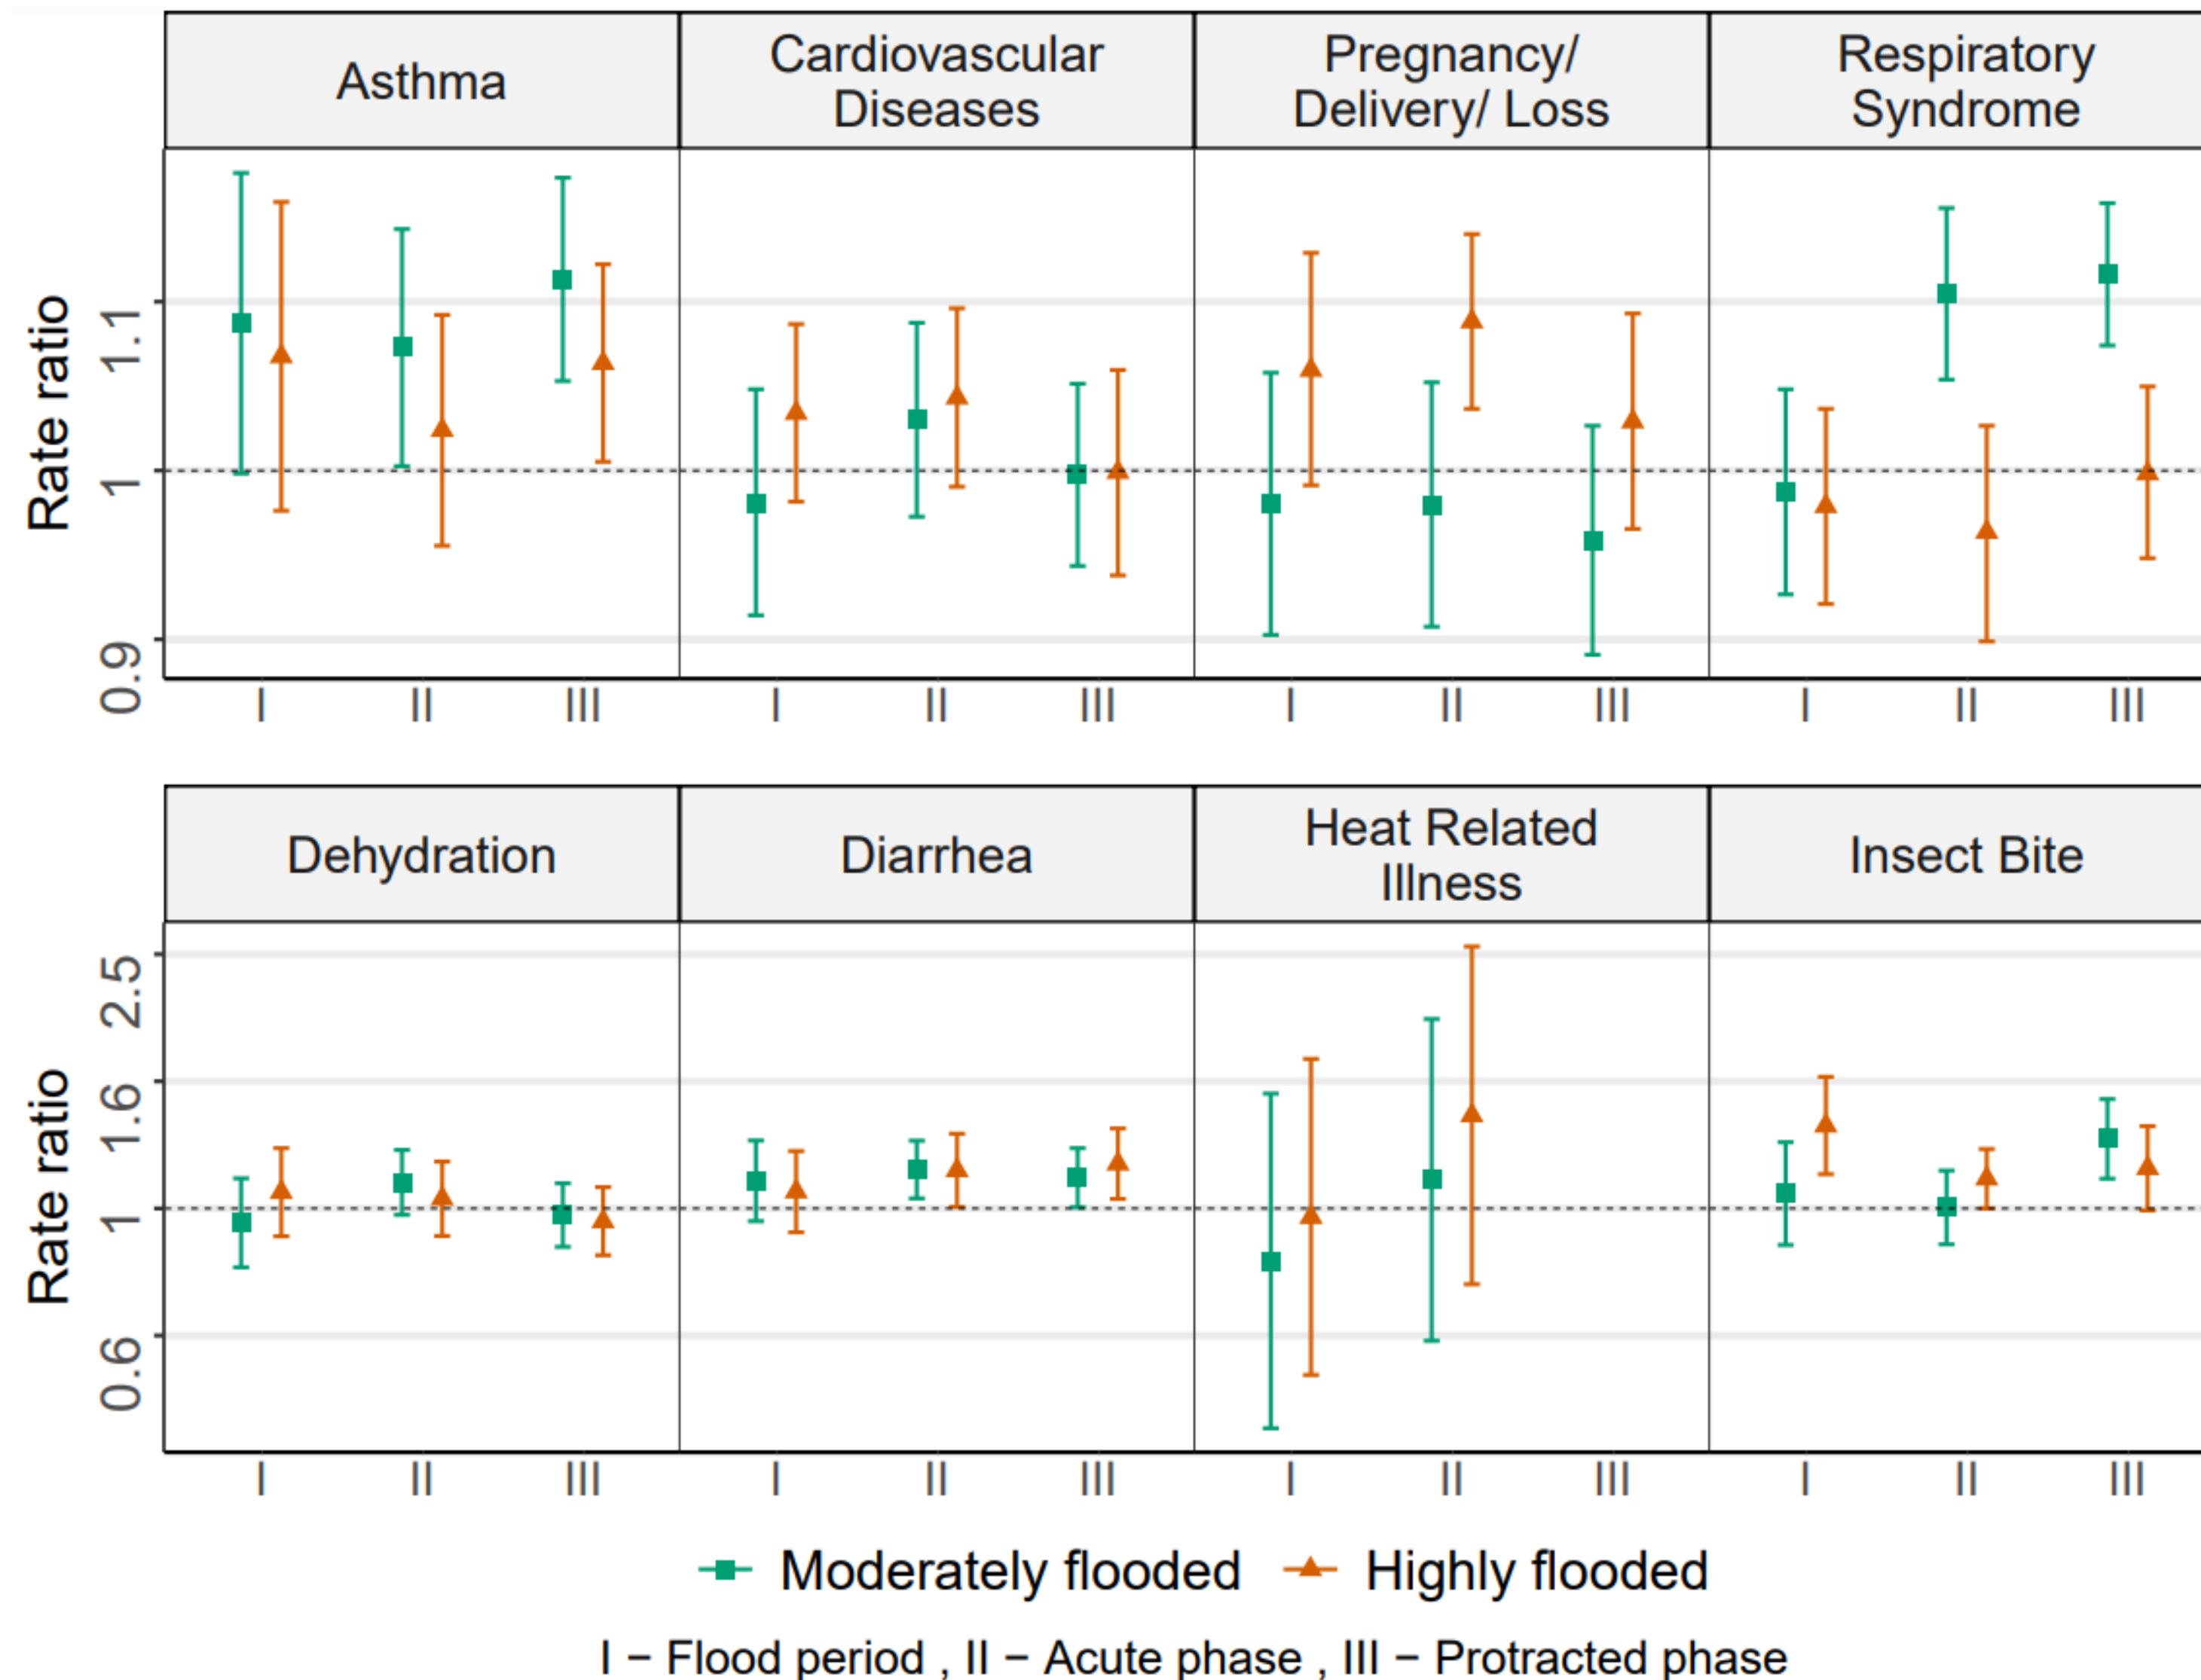 Asthma
Cardiovascular
Diseases
Pregnancy/
Delivery/ Loss
Respiratory
Syndrome
Rate ratio
1.1
1
0.9
I II III I II III I II III I II III
Dehydration
Diarrhea
Heat Related
Illness
Insect Bite
Rate ratio
2.5
1.6
1
0.6
I II III I II III I II III I II III
Moderately flooded Highly flooded
I − Flood period , II − Acute phase , III − Protracted phase